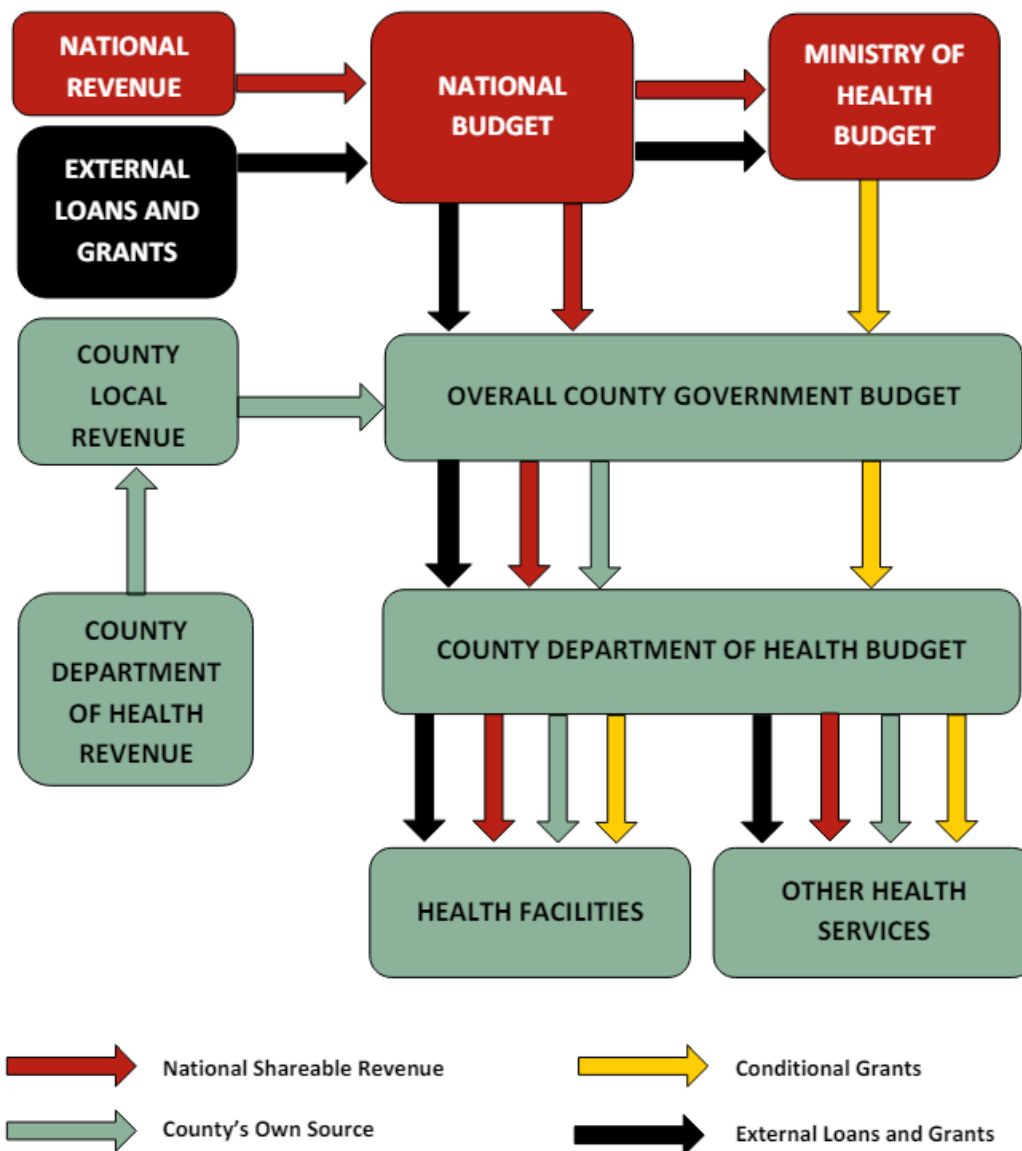 NATIONAL
REVENUE
NATIONAL
BUDGET
MINISTRY OF
HEALTH
BUDGET
EXTERNAL
LOANS AND
GRANTS
COUNTY
LOCAL
REVENUE
OVERALL COUNTY GOVERNMENT BUDGET
COUNTY
DEPARTMENT
OF HEALTH
REVENUE
COUNTY DEPARTMENT OF HEALTH BUDGET
HEALTH FACILITIES
OTHER HEALTH
SERVICES
National Shareable Revenue
Conditional Grants
County's Own Source
External Loans and Grants